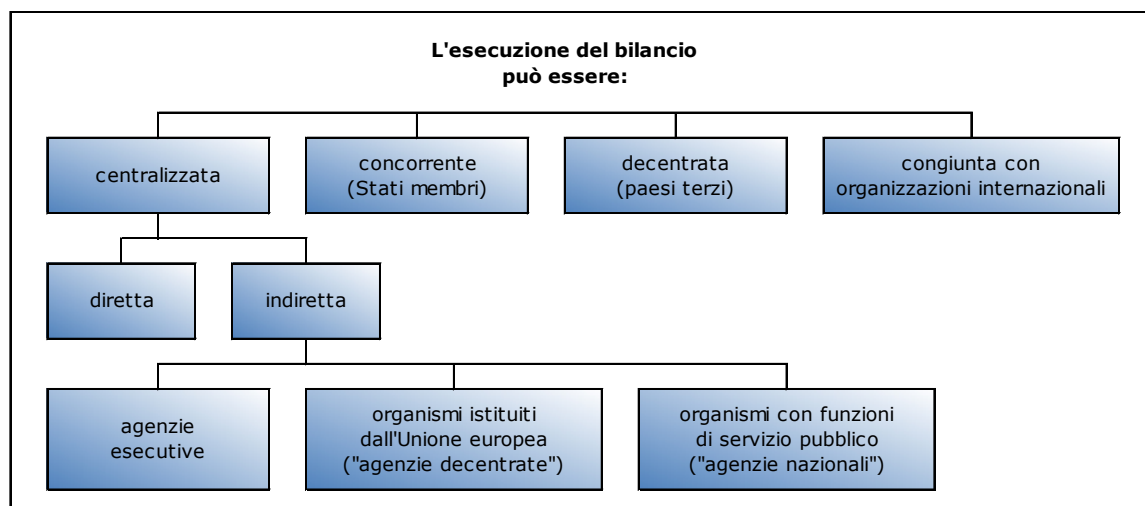 L'esecuzione del bilancio
può essere:
centralizzata
concorrente
(Stati membri)
decentrata
(paesi terzi)
congiunta con
organizzazioni internazionali
diretta
indiretta
agenzie
esecutive
organismi istituiti
dall'Unione europea
("agenzie decentrate")
organismi con funzioni
di servizio pubblico
("agenzie nazionali")